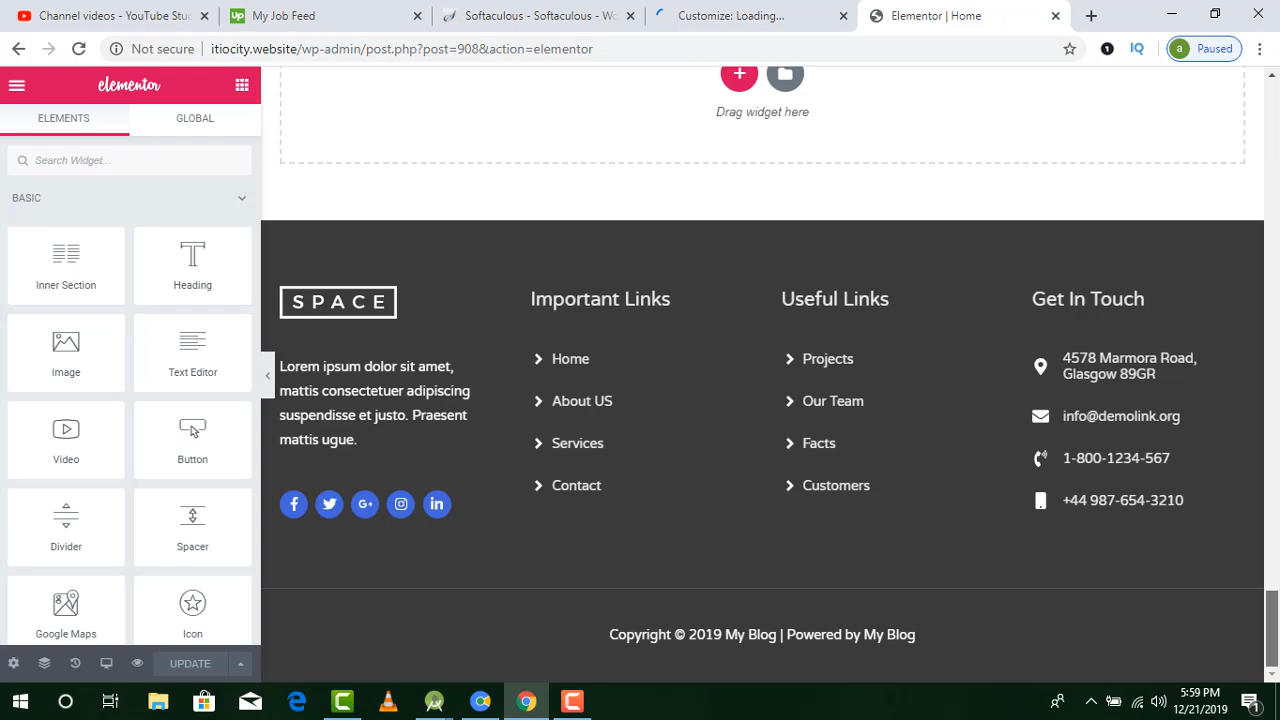 codes - YouTube Stud
Up
My Job Feed
Softaculous - Softaculous - Wo
Customize: Loading...
Elementor | Home
Not secure
itiocity.website/wp-admin/post.php?post=908&action=elementor
IQ
a
Paused
elementor
ELEMENTS
GLOBAL
Search Widget...
BASIC
Inner Section
Heading
Image
Text Editor
Video
Button
Divider
Spacer
Google Maps
Icon
UPDATE
Drag widget here
SPACE
Lorem ipsum dolor sit amet,
mattis consectetuer adipiscing
suspendisse et justo. Praesent
mattis ugue.
Important Links
Home
About US
Services
Contact
Useful Links
Projects
Our Team
Facts
Customers
Get In Touch
4578 Marmora Road,
Glasgow 89GR
info@demolink.org
1-800-1234-567
+44 987-654-3210
Copyright © 2019 My Blog | Powered by My Blog
5:59 PM
12/21/2019